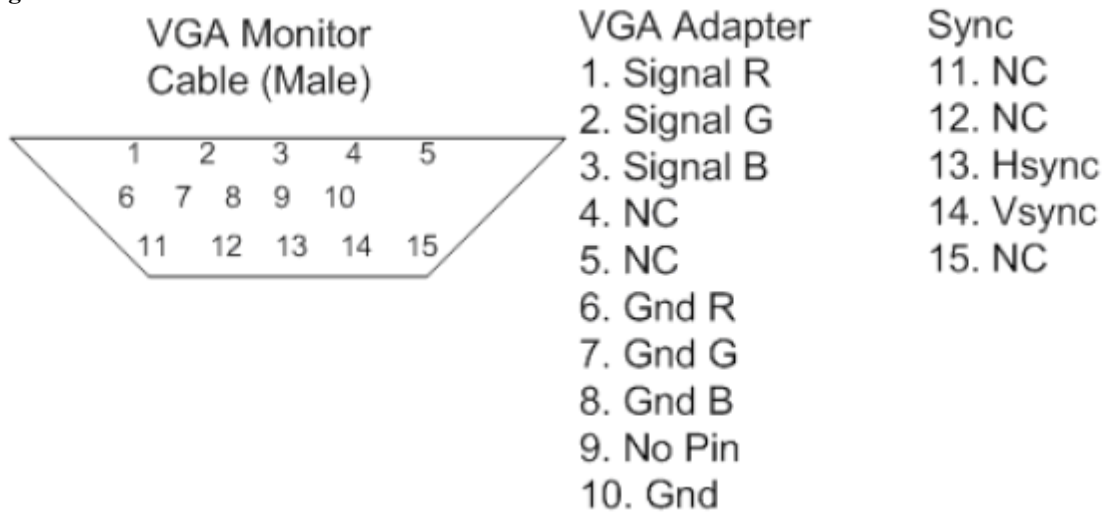 VGA Monitor
Cable (Male)
1 2 3 4 5
6 7 8 9 10
11 12 13 14 15
VGA Adapter
1. Signal R
2. Signal G
3. Signal B
4. NC
5. NC
6. Gnd R
7. Gnd G
8. Gnd B
9. No Pin
10. Gnd
Sync
11. NC
12. NC
13. Hsync
14. Vsync
15. NC